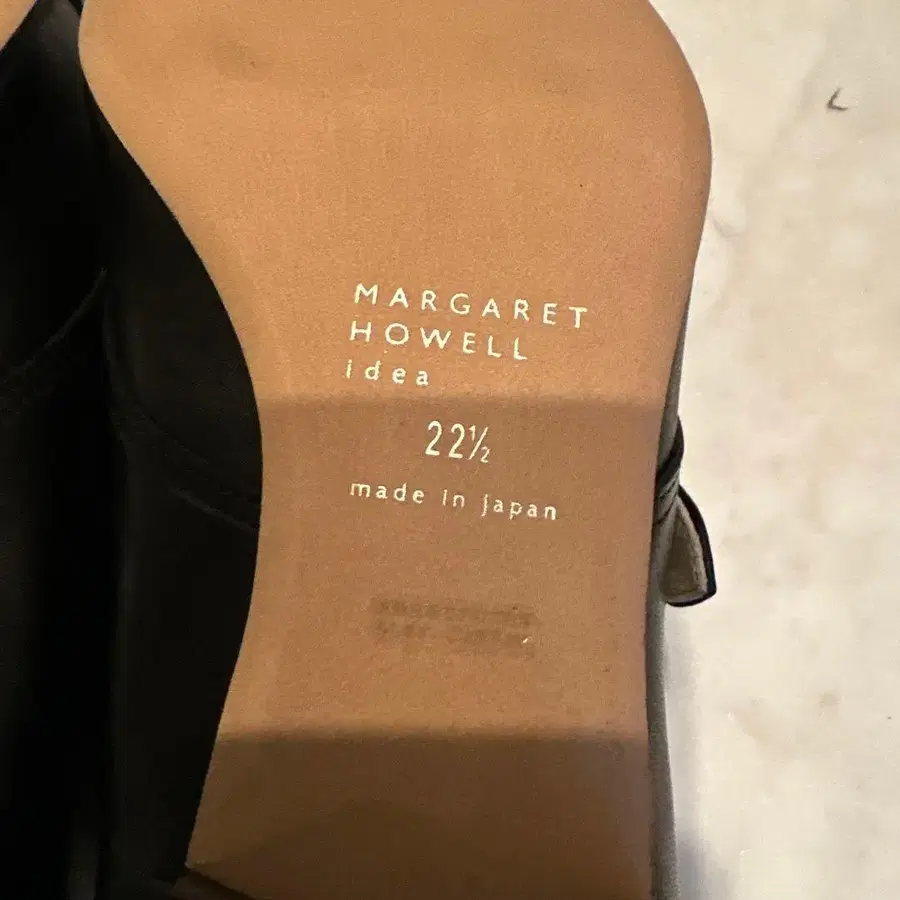 MARGARET
HOWELL
idea
22½
made in japan